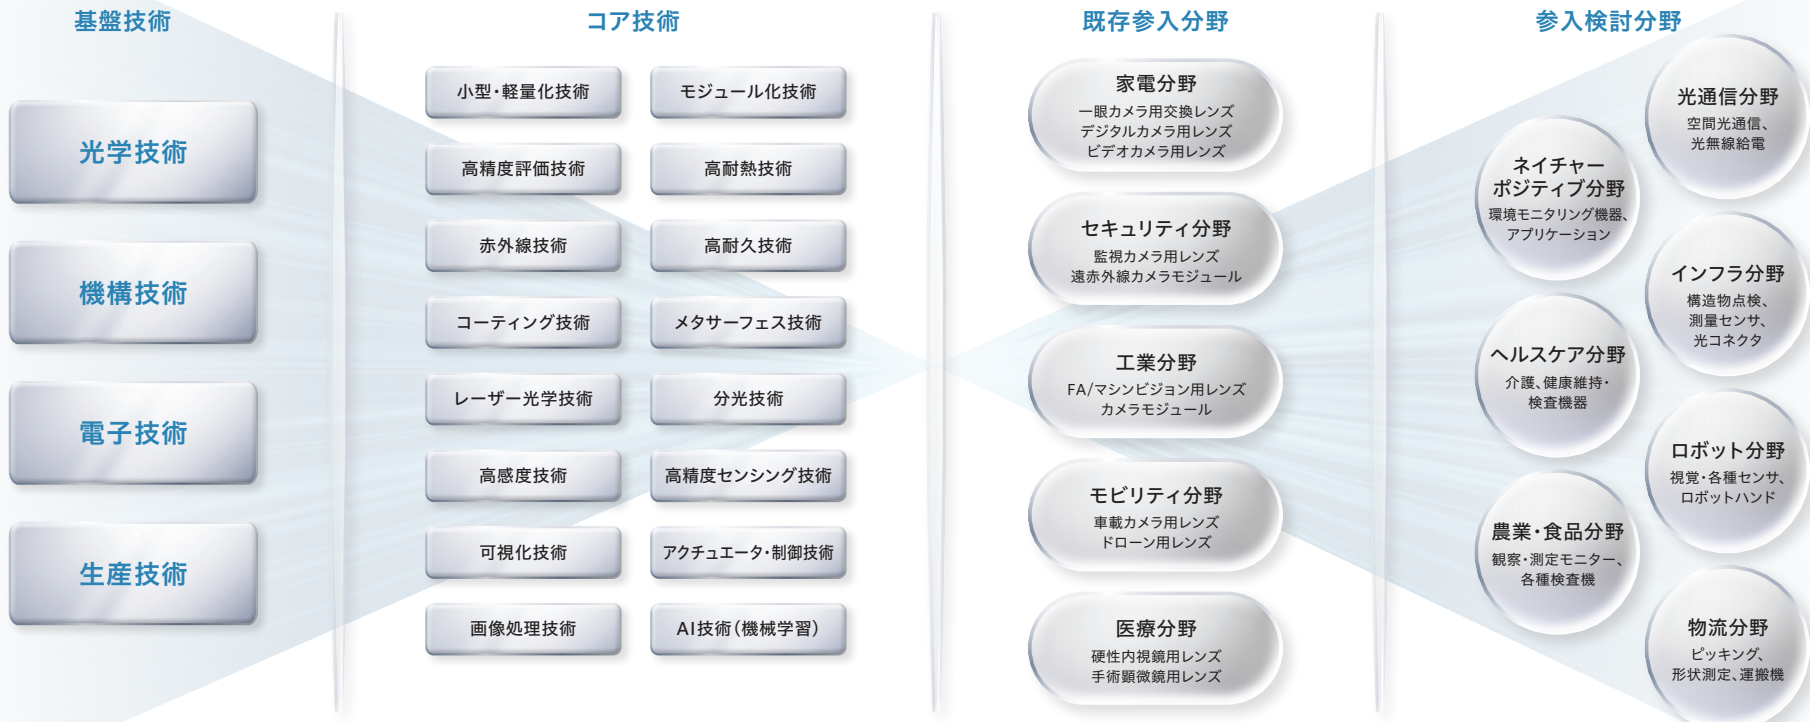 基盤技術
光学技術
機構技術
電子技術
生産技術
コア技術
小型・軽量化技術
モジュール化技術
高精度評価技術
高耐熱技術
赤外線技術
高耐久技術
コーティング技術
メタサーフェス技術
レーザー光学技術
分光技術
高感度技術
高精度センシング技術
可視化技術
アクチュエータ・制御技術
画像処理技術
AI技術（機械学習）
既存参入分野
家電分野
一眼カメラ用交換レンズ
デジタルカメラ用レンズ
ビデオカメラ用レンズ
セキュリティ分野
監視カメラ用レンズ
遠赤外線カメラモジュール
工業分野
FA/マシンビジョン用レンズ
カメラモジュール
モビリティ分野
車載カメラ用レンズ
ドローン用レンズ
医療分野
硬性内視鏡用レンズ
手術顕微鏡用レンズ
参入検討分野
光通信分野
空間光通信、
光無線給電
ネイチャー
ポジティブ分野
環境モニタリング機器、
アプリケーション
インフラ分野
構造物点検、
測量センサ、
光コネクタ
ヘルスケア分野
介護、健康維持・
検査機器
ロボット分野
視覚・各種センサ、
ロボットハンド
農業・食品分野
観察・測定モニター、
各種検査機
物流分野
ピッキング、
形状測定、運搬機